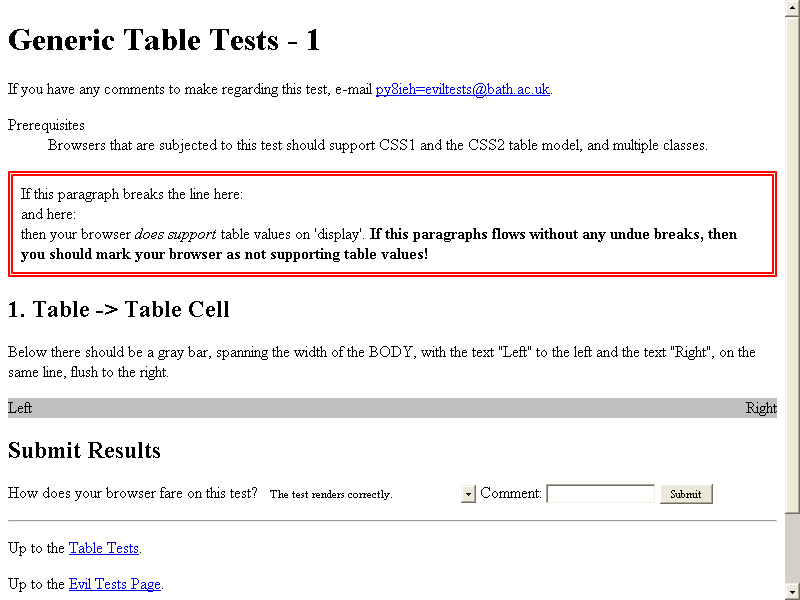 Generic Table Tests - 1
If you have any comments to make regarding this test, e-mail py8ieh=eviltests@bath.ac.uk.
Prerequisites
Browsers that are subjected to this test should support CSS1 and the CSS2 table model, and multiple classes.
If this paragraph breaks the line here:
and here:
then your browser does support table values on 'display'. If this paragraphs flows without any undue breaks, then
you should mark your browser as not supporting table values!
1. Table -> Table Cell
Below there should be a gray bar, spanning the width of the BODY, with the text "Left" to the left and the text "Right", on the
same line, flush to the right.
Left Right
Submit Results
How does your browser fare on this test? The test renders correctly. Comment: Submit
Up to the Table Tests.
Up to the Evil Tests Page.